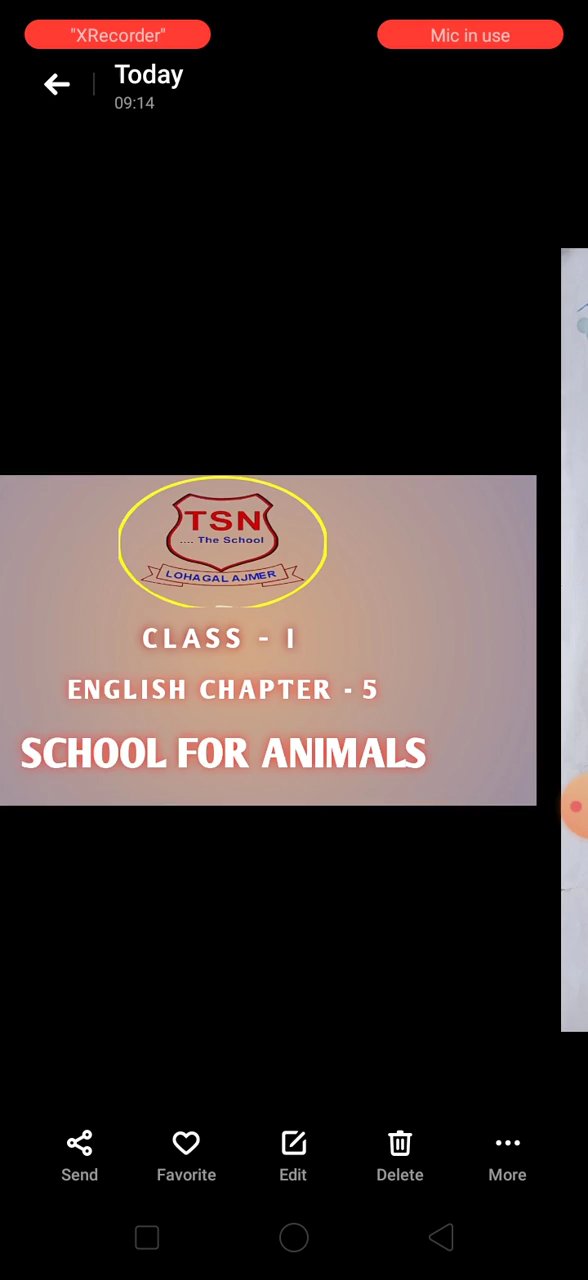 "XRecorder"
Mic in use
Today
09:14
TSN
.... The School
LOHAGAL AJMER
CLASS - I
ENGLISH CHAPTER - 5
SCHOOL FOR ANIMALS
Send
Favorite
Edit
Delete
More